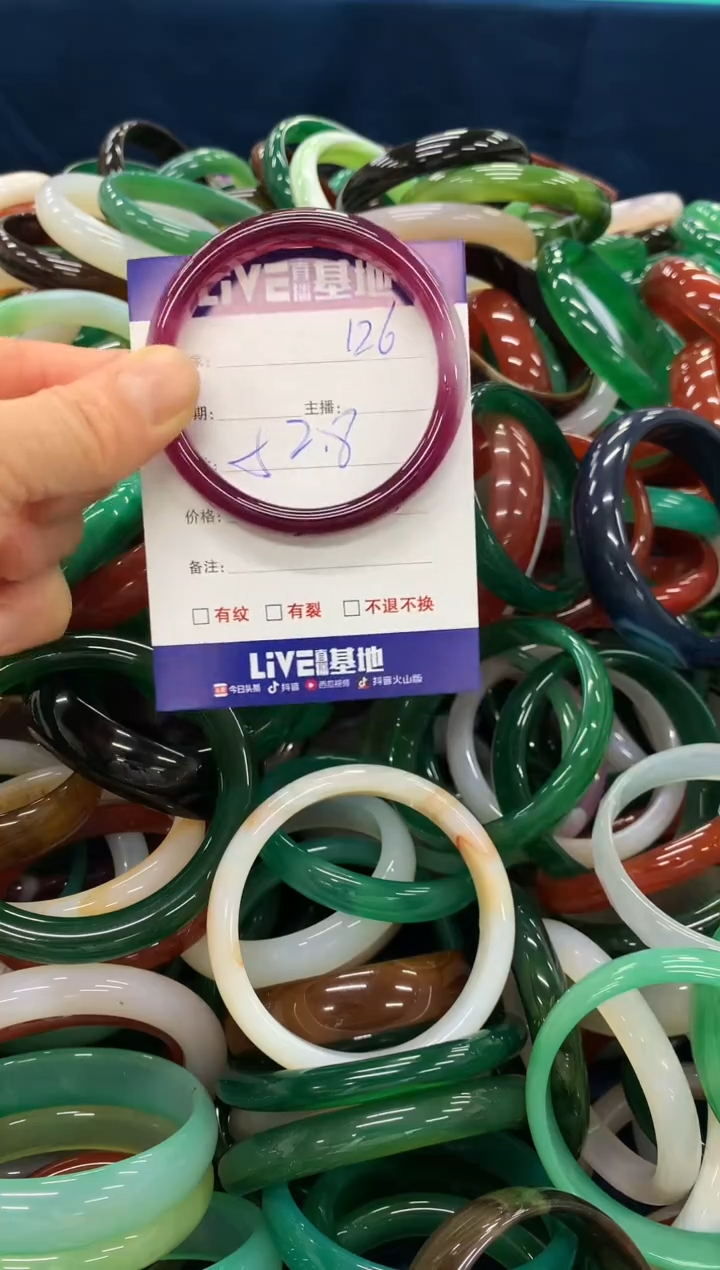 LiVE直播基地
126
期:
主播:
2.8
价格:
备注:
□ 有纹 □ 有裂 □ 不退不换
LiVE直播基地
今日头条 抖音 西瓜视频 抖音火山版